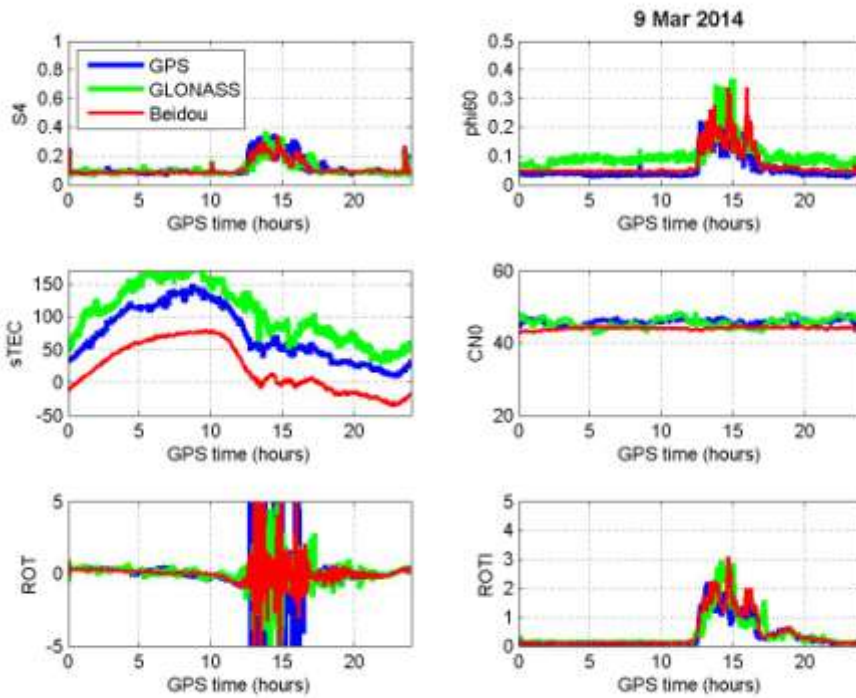 9 Mar 2014
1
0.8
0.6
0.4
0.2
0
S4
GPS
GLONASS
Beidou
0 5 10 15 20
GPS time (hours)
0.5
0.4
0.3
0.2
0.1
0
phi60
0 5 10 15 20
GPS time (hours)
150
100
50
0
-50
sTEC
0 5 10 15 20
GPS time (hours)
60
40
20
CN0
0 5 10 15 20
GPS time (hours)
5
0
-5
ROT
0 5 10 15 20
GPS time (hours)
5
4
3
2
1
0
ROTI
0 5 10 15 20
GPS time (hours)